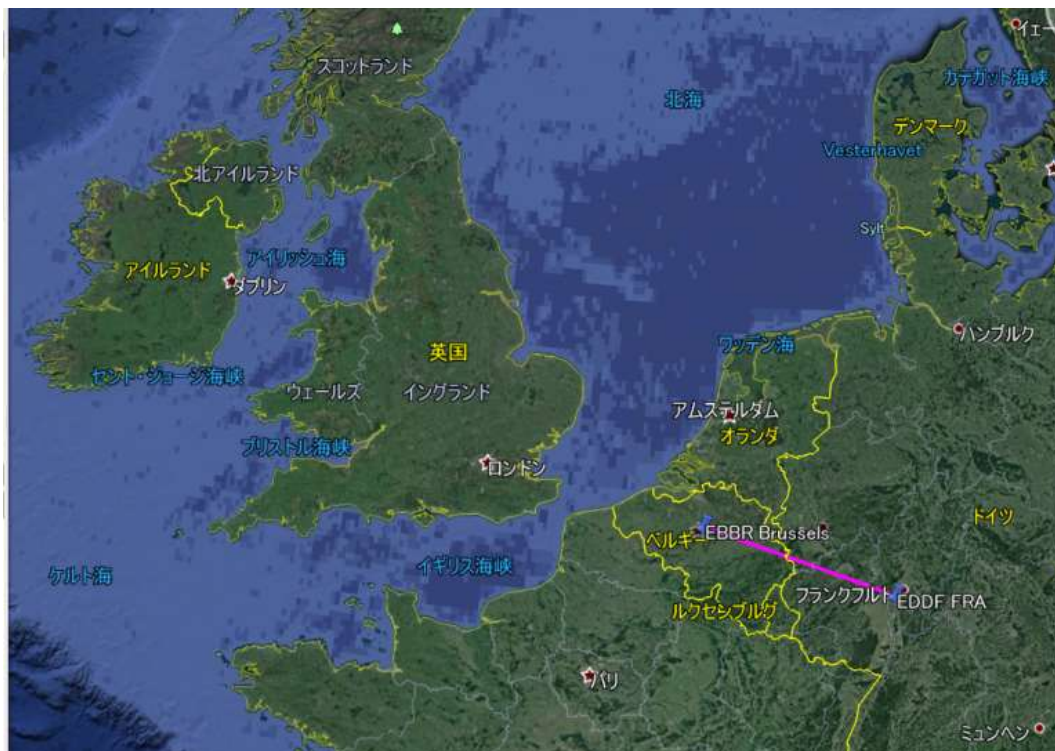 スコットランド
イェー
カテガット海峡
北海
デンマーク
Vesterhavet
北アイルランド
Sylt
アイリッシュ海
アイルランド
ダブリン
ハンブルク
ワッデン海
英国
セント・ジョージ海峡
ウェールズ
イングランド
アムステルダム
オランダ
ブリストル海峡
ロンドン
ドイツ
EBBR Brussels
ベルギー
イギリス海峡
ケルト海
フランクフルト
EDDF FRA
ルクセンブルグ
パリ
ミュンヘン